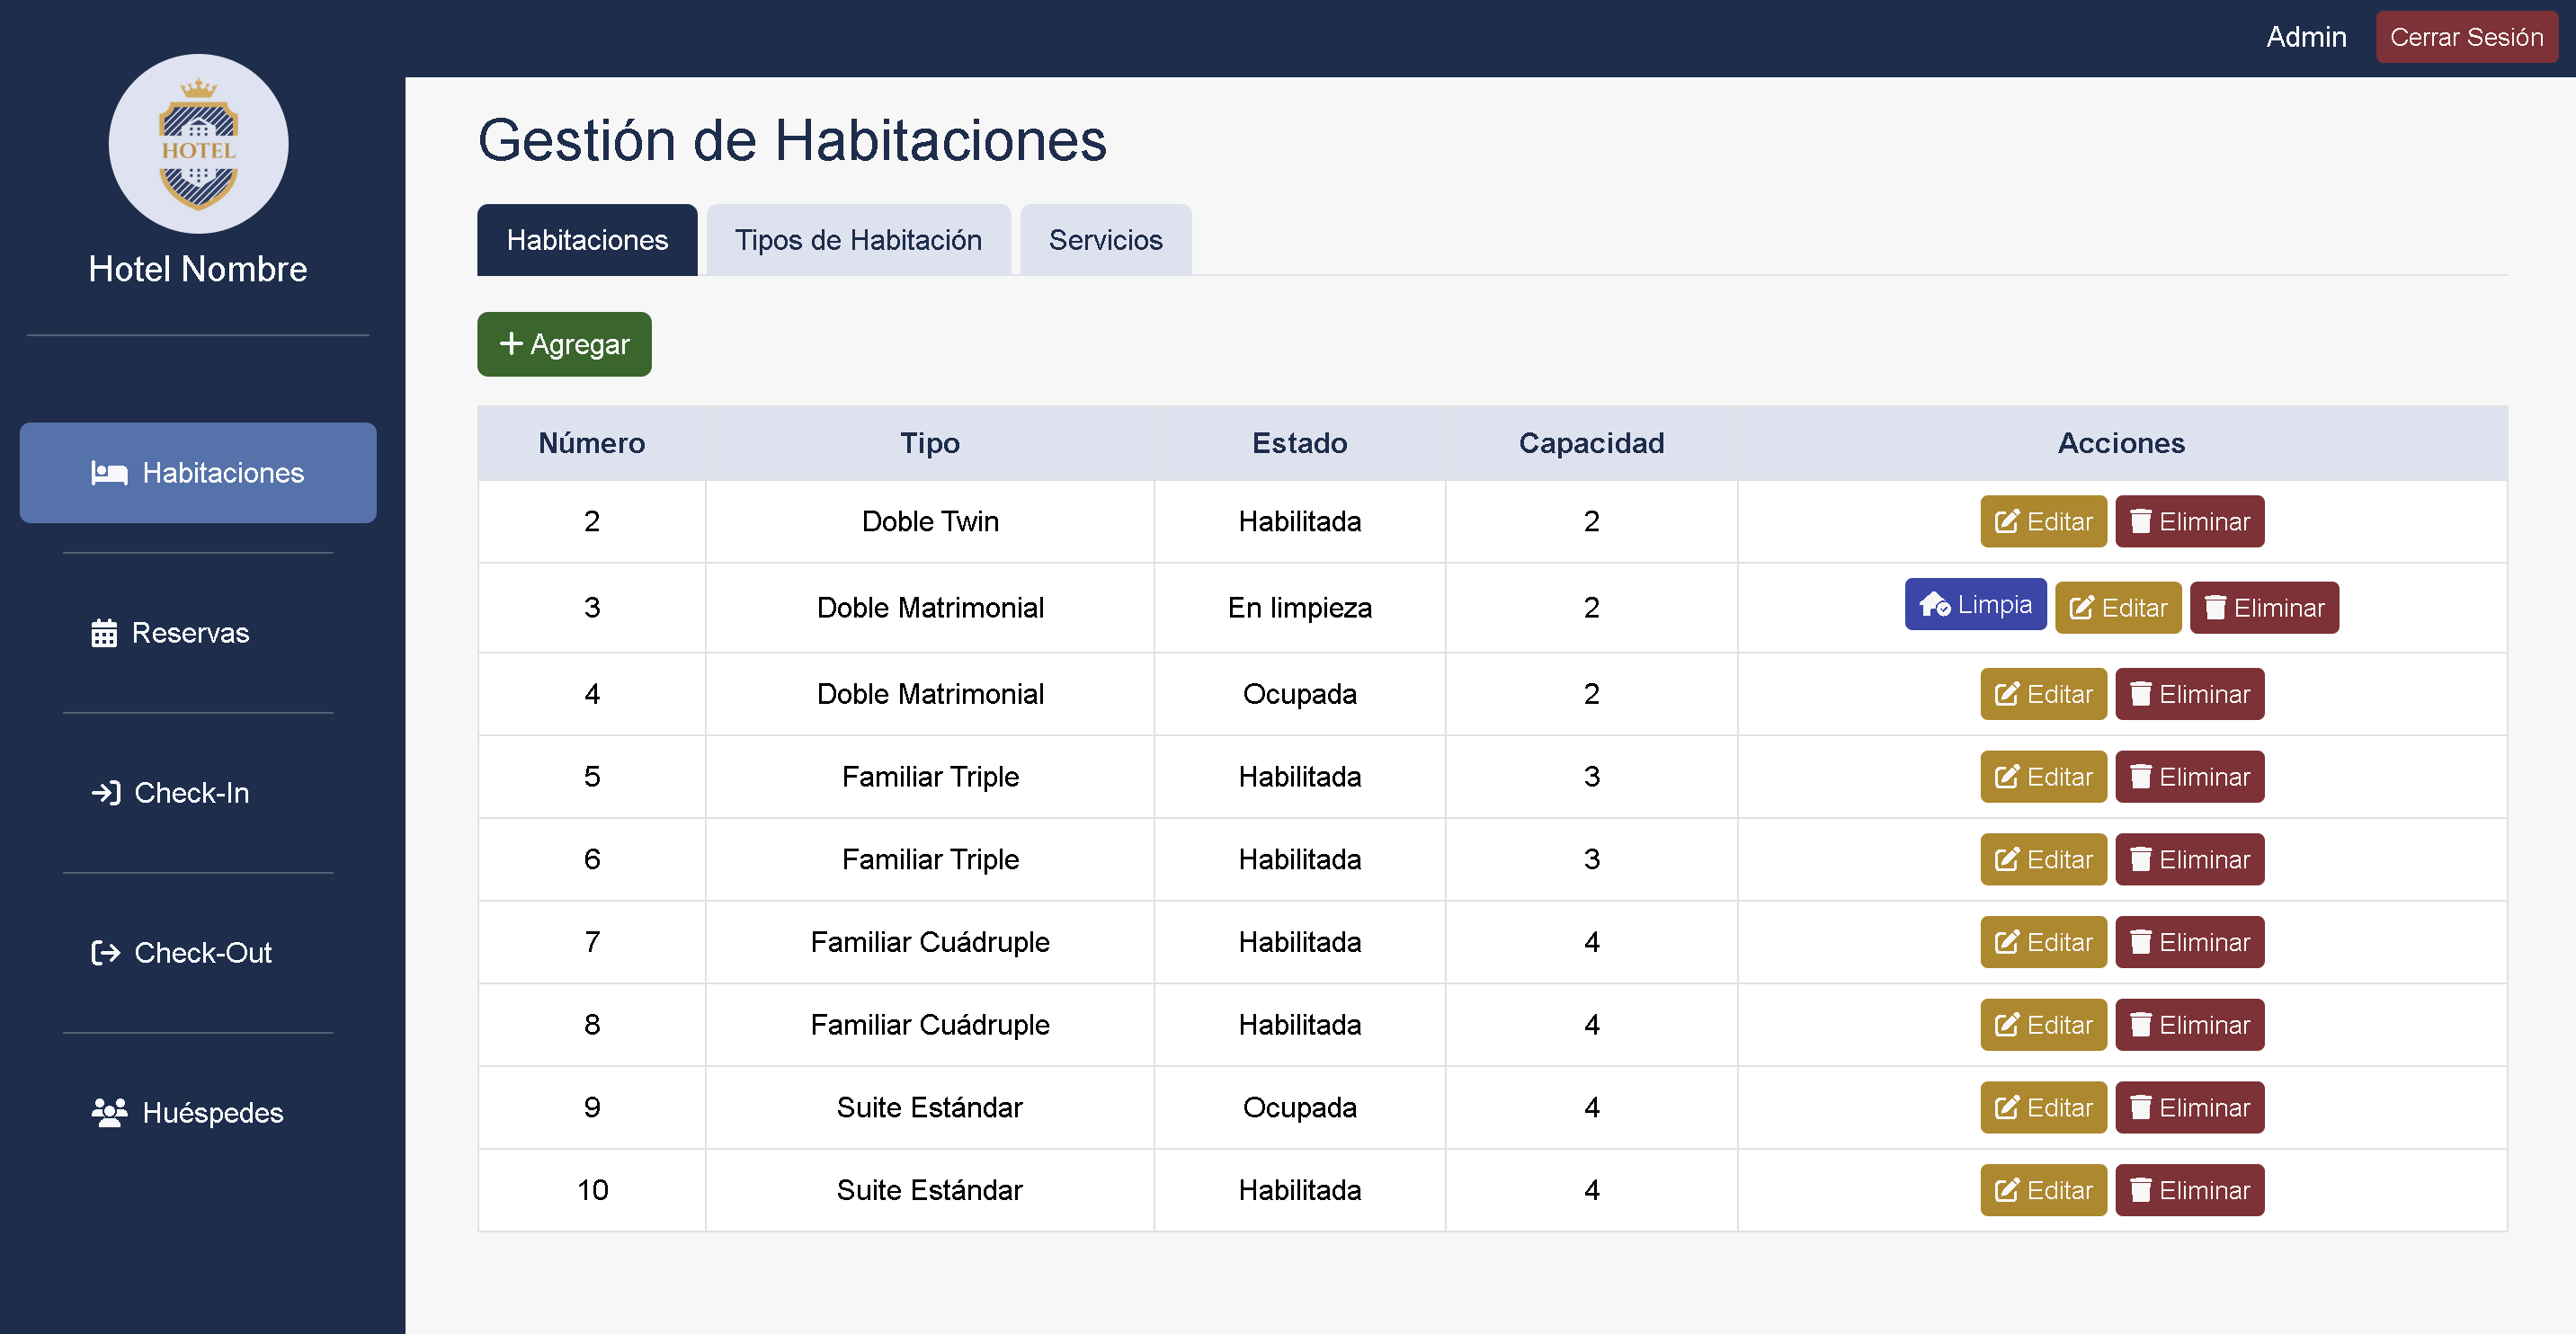 Admin Cerrar Sesión
HOTEL
Hotel Nombre
Habitaciones
Reservas
Check-In
Check-Out
Huéspedes
Gestión de Habitaciones
Habitaciones Tipos de Habitación Servicios
Agregar
Número Tipo Estado Capacidad Acciones
2 Doble Twin Habilitada 2 Editar Eliminar
3 Doble Matrimonial En limpieza 2 Limpia Editar Eliminar
4 Doble Matrimonial Ocupada 2 Editar Eliminar
5 Familiar Triple Habilitada 3 Editar Eliminar
6 Familiar Triple Habilitada 3 Editar Eliminar
7 Familiar Cuádruple Habilitada 4 Editar Eliminar
8 Familiar Cuádruple Habilitada 4 Editar Eliminar
9 Suite Estándar Ocupada 4 Editar Eliminar
10 Suite Estándar Habilitada 4 Editar Eliminar